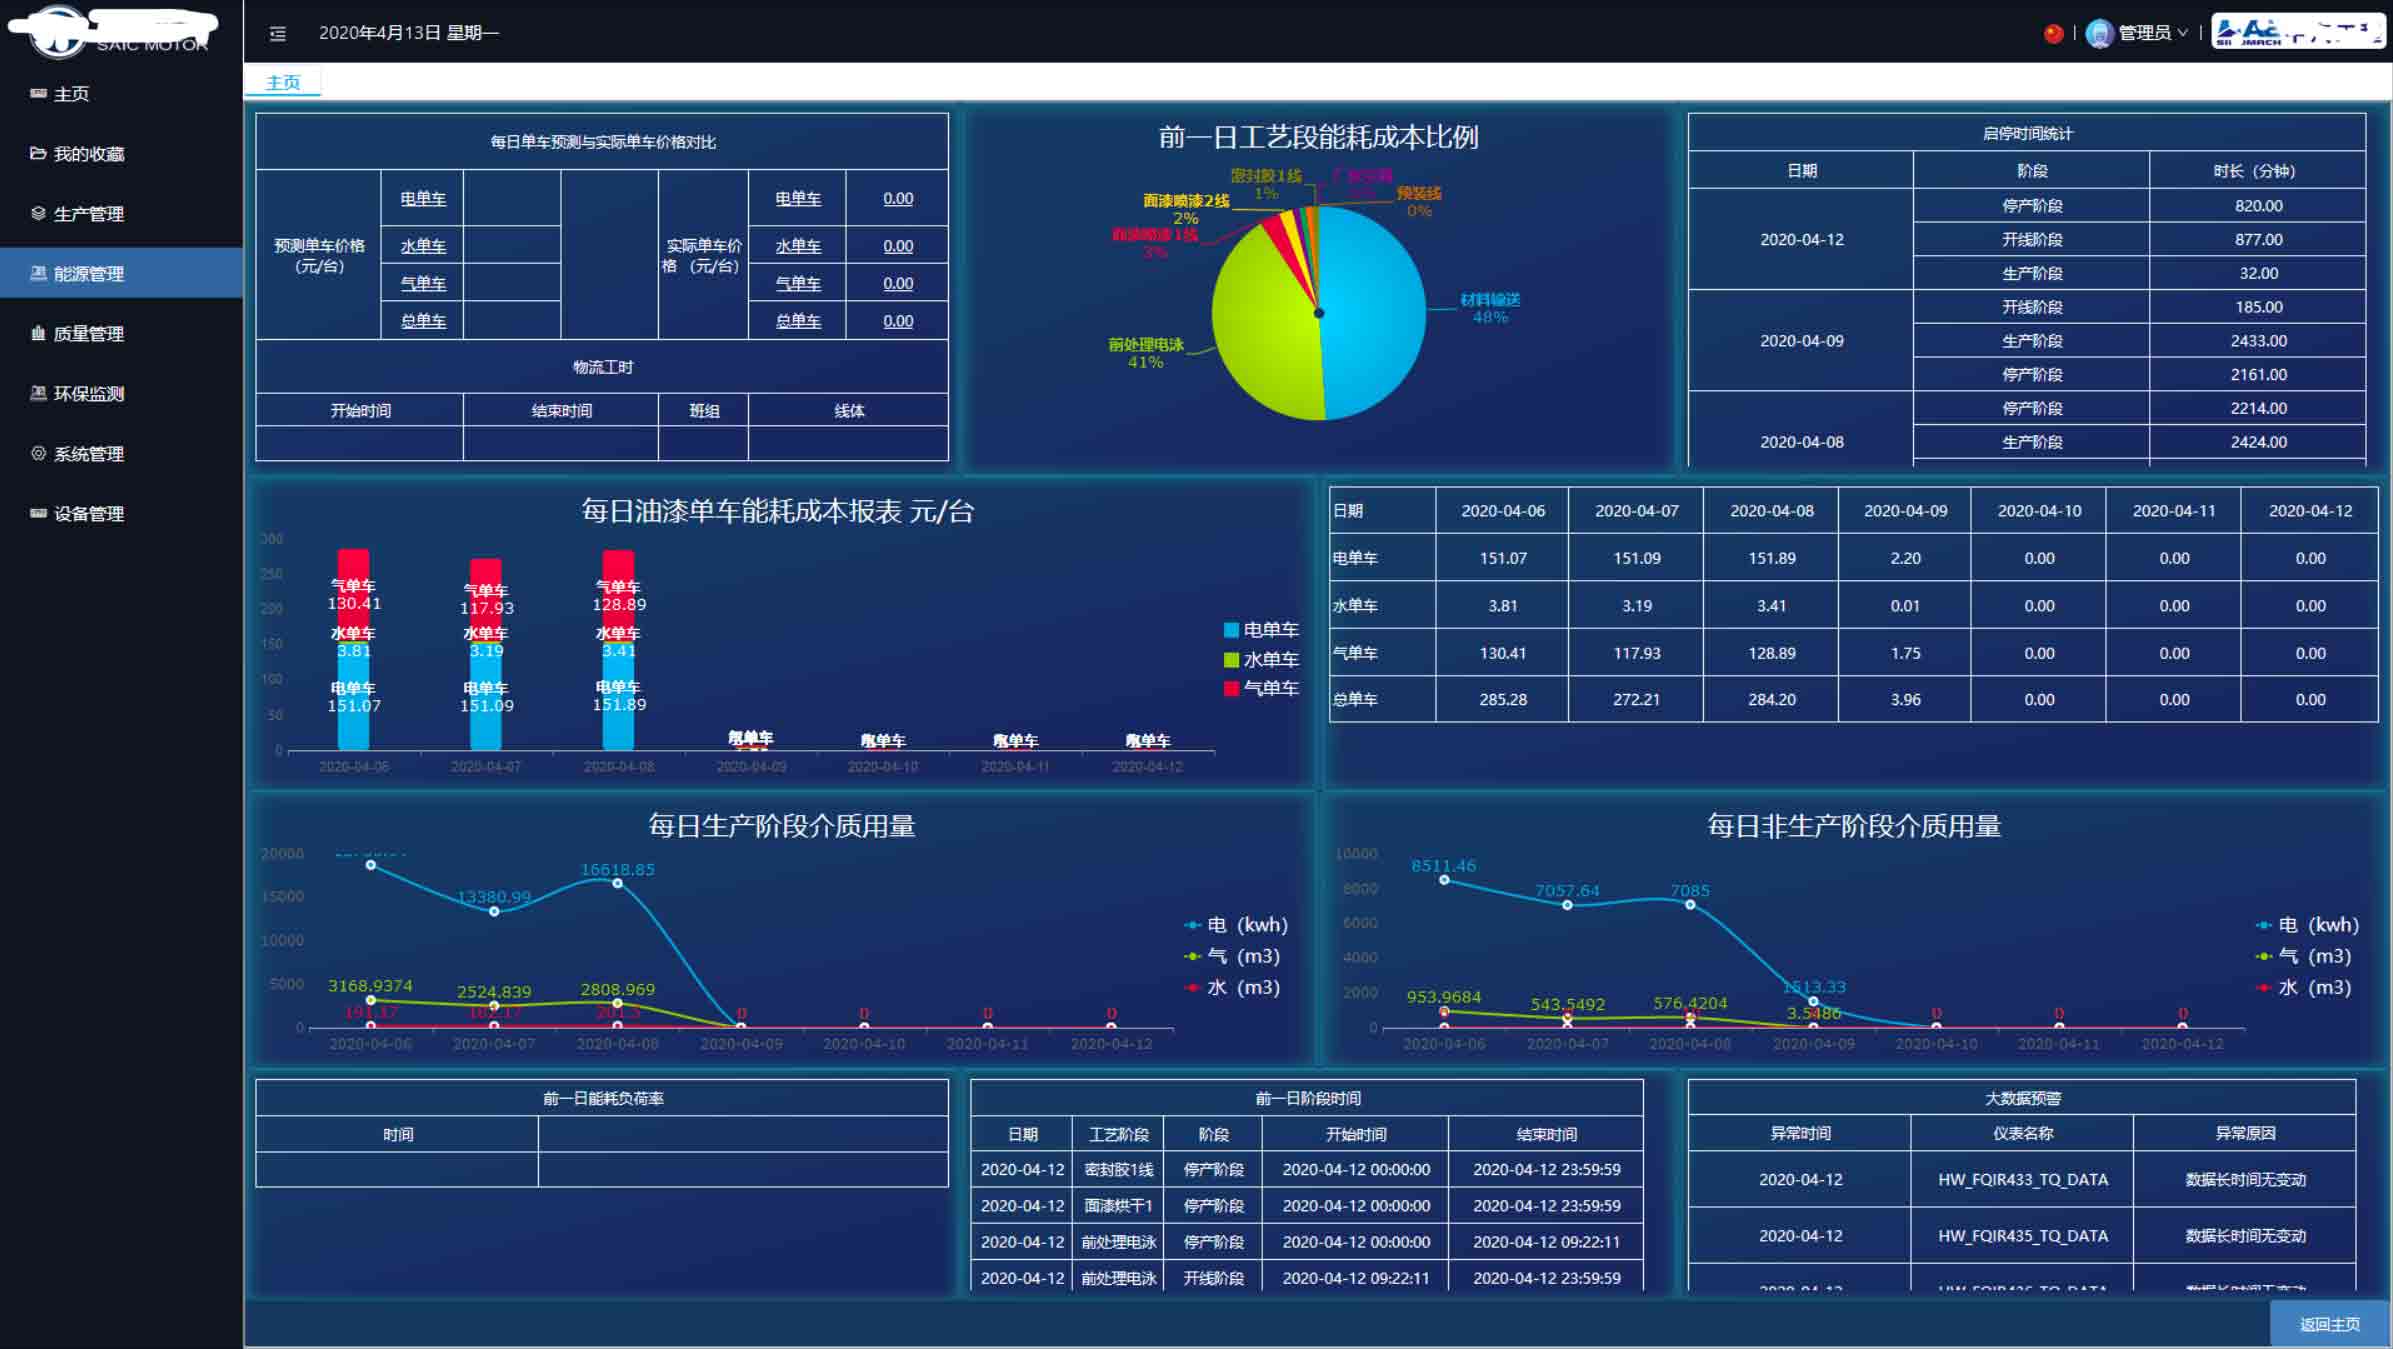 SAIC MOTOR
2020年4月13日 星期一
管理员
主页
主页
我的收藏
生产管理
能源管理
质量管理
环保监测
系统管理
设备管理
每日单车预测与实际单车价格对比
预测单车价格
(元/台)
电单车
水单车
气单车
总单车
实际单车价
格 (元/台)
电单车 0.00
水单车 0.00
气单车 0.00
总单车 0.00
物流工时
开始时间 结束时间 班组 线体
前一日工艺段能耗成本比例
密封胶1线
1%
面漆喷漆2线
2%
面漆喷漆1线
3%
预装线
0%
材料输送
48%
前处理电泳
41%
启停时间统计
日期 阶段 时长 (分钟)
2020-04-12
停产阶段 820.00
开线阶段 877.00
生产阶段 32.00
2020-04-09
开线阶段 185.00
生产阶段 2433.00
停产阶段 2161.00
2020-04-08
停产阶段 2214.00
生产阶段 2424.00
每日油漆单车能耗成本报表 元/台
300
250
200
150
100
50
0
气单车
130.41
水单车
3.81
电单车
151.07
气单车
117.93
水单车
3.19
电单车
151.09
气单车
128.89
水单车
3.41
电单车
151.89
2020-04-06 2020-04-07 2020-04-08 2020-04-09 2020-04-10 2020-04-11 2020-04-12
电单车
水单车
气单车
日期 2020-04-06 2020-04-07 2020-04-08 2020-04-09 2020-04-10 2020-04-11 2020-04-12
电单车 151.07 151.09 151.89 2.20 0.00 0.00 0.00
水单车 3.81 3.19 3.41 0.01 0.00 0.00 0.00
气单车 130.41 117.93 128.89 1.75 0.00 0.00 0.00
总单车 285.28 272.21 284.20 3.96 0.00 0.00 0.00
每日生产阶段介质用量
20000
15000
10000
5000
0
13380.99 16618.85
3168.9374 2524.839 2808.969
191.17 182.17 201.5 0 0 0 0
2020-04-06 2020-04-07 2020-04-08 2020-04-09 2020-04-10 2020-04-11 2020-04-12
电 (kwh)
气 (m3)
水 (m3)
每日非生产阶段介质用量
10000
8000
6000
4000
2000
0
8511.46 7057.64 7085 1513.33
953.9684 543.5492 576.4204 3.5486
0 0 0
2020-04-06 2020-04-07 2020-04-08 2020-04-09 2020-04-10 2020-04-11 2020-04-12
电 (kwh)
气 (m3)
水 (m3)
前一日能耗负荷率
时间
前一日阶段时间
日期 工艺阶段 阶段 开始时间 结束时间
2020-04-12 密封胶1线 停产阶段 2020-04-12 00:00:00 2020-04-12 23:59:59
2020-04-12 面漆烘干1 停产阶段 2020-04-12 00:00:00 2020-04-12 23:59:59
2020-04-12 前处理电泳 停产阶段 2020-04-12 00:00:00 2020-04-12 09:22:11
2020-04-12 前处理电泳 开线阶段 2020-04-12 09:22:11 2020-04-12 23:59:59
大数据预警
异常时间 仪表名称 异常原因
2020-04-12 HW_FQIR433_TQ_DATA 数据长时间无变动
2020-04-12 HW_FQIR435_TQ_DATA 数据长时间无变动
返回主页